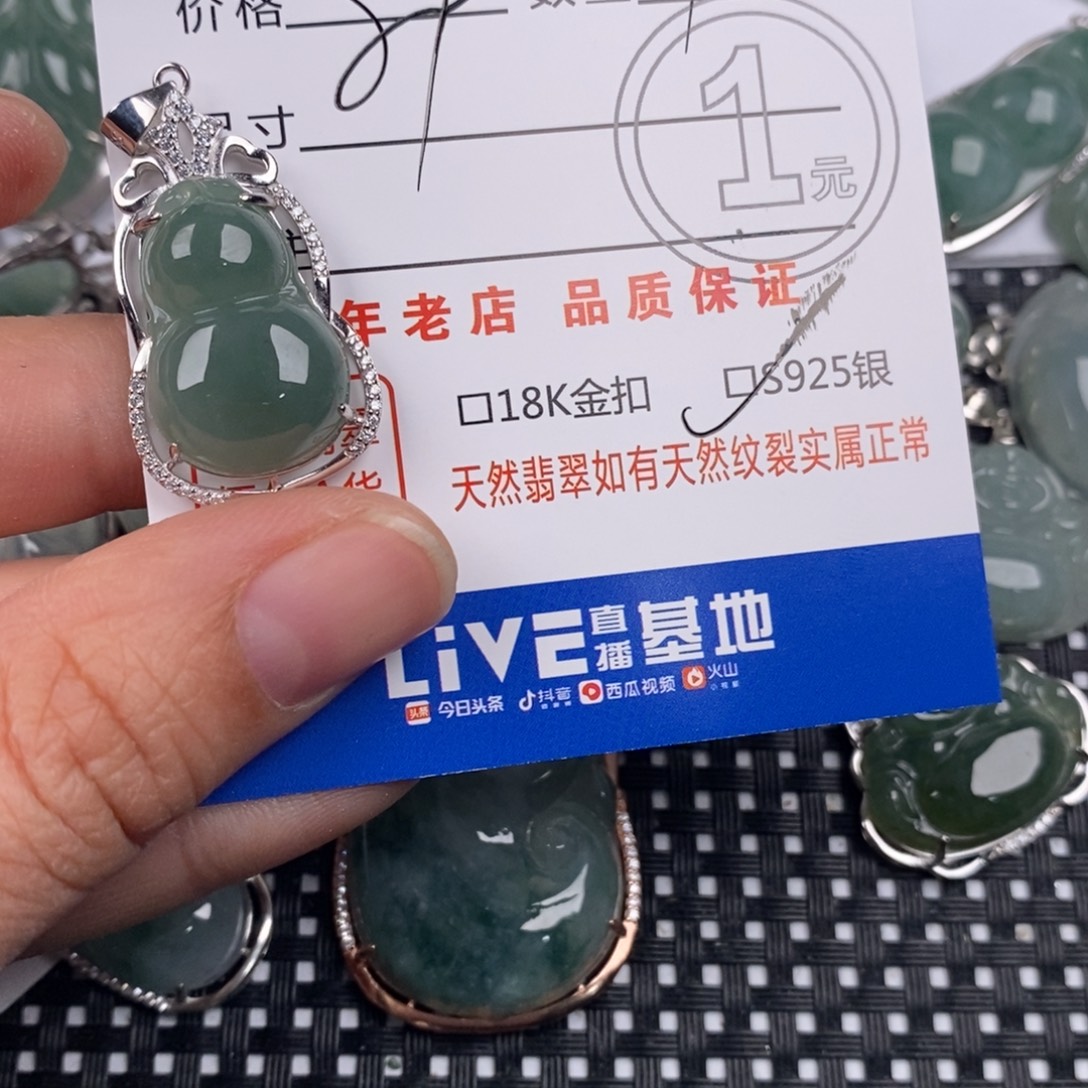 价格
寸
1元
年老店 品质保证
□18K金扣 □S925银
天然翡翠如有天然纹裂实属正常
LiVE直播基地
头条 今日头条 抖音 西瓜视频 火山